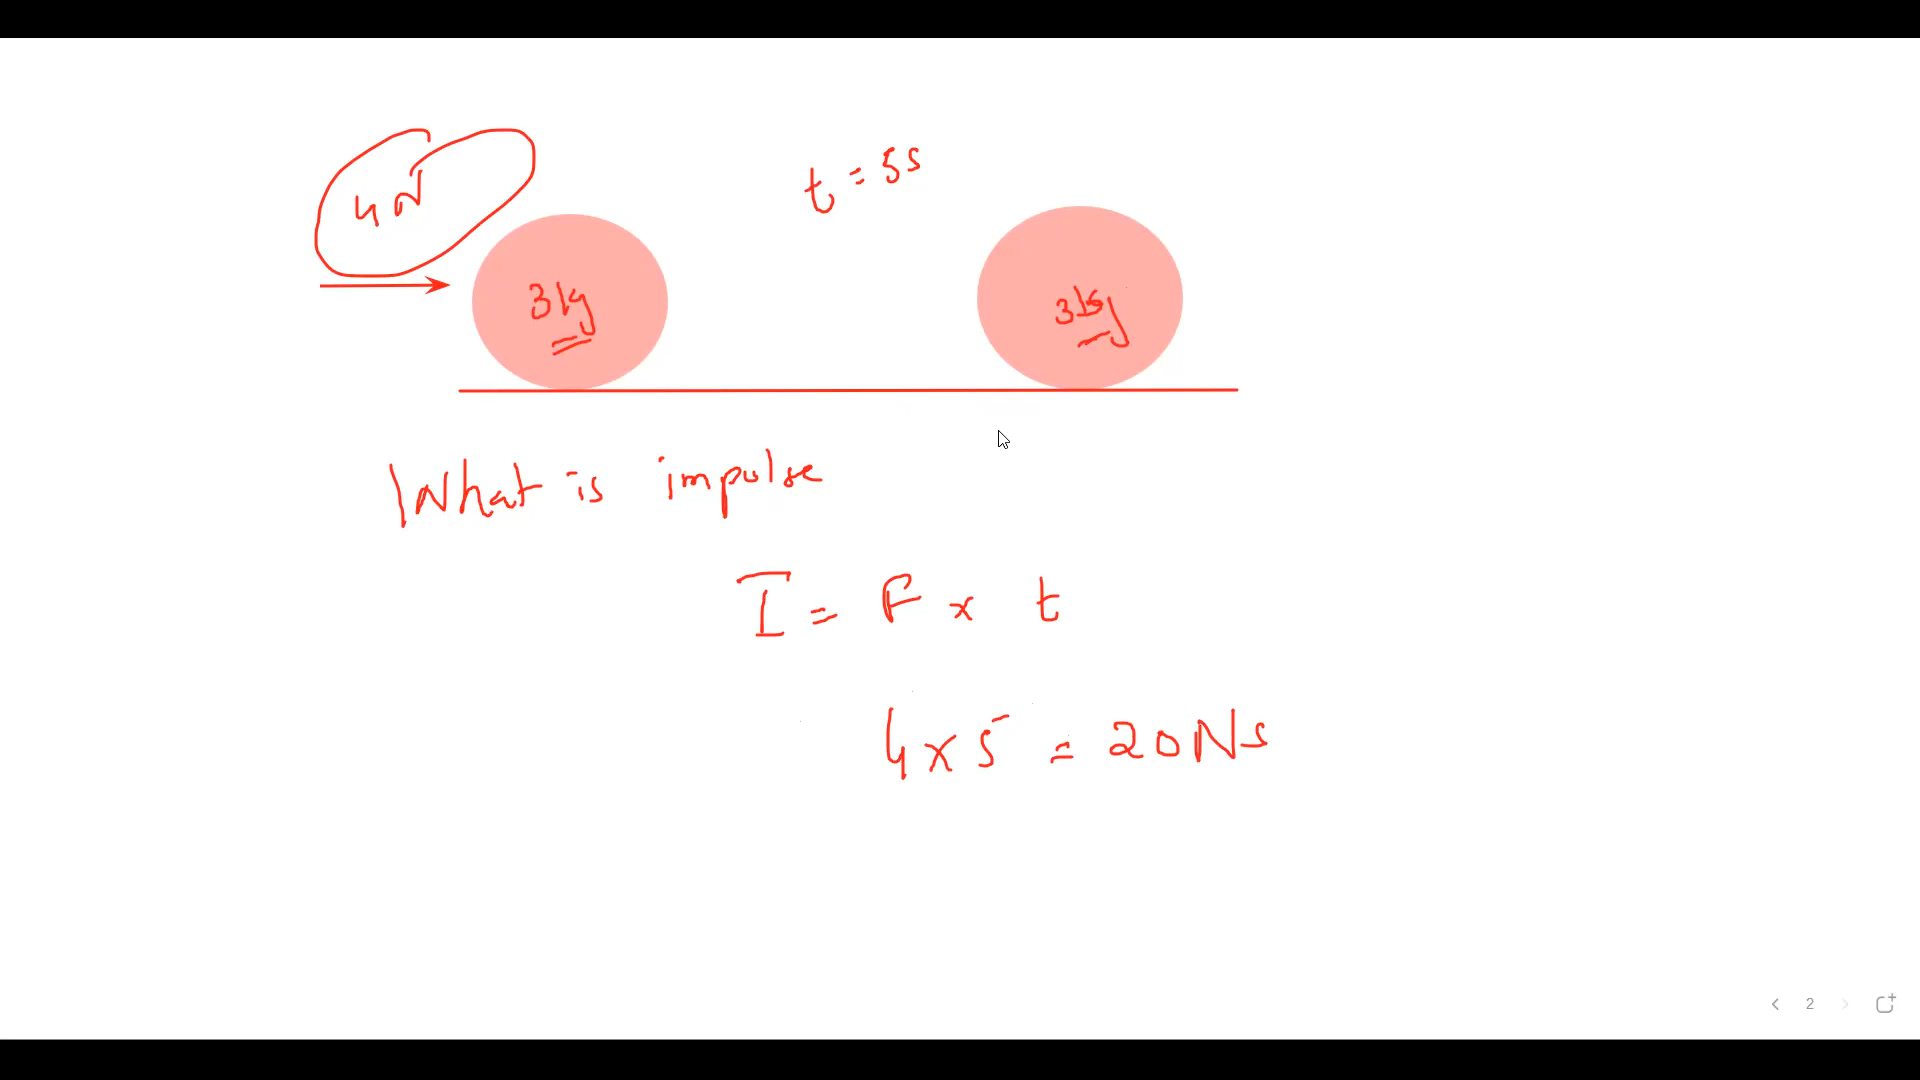 4N
t = 5s
3kg
3kg
What is impulse
I = F x t
4 x 5 = 20Ns
2